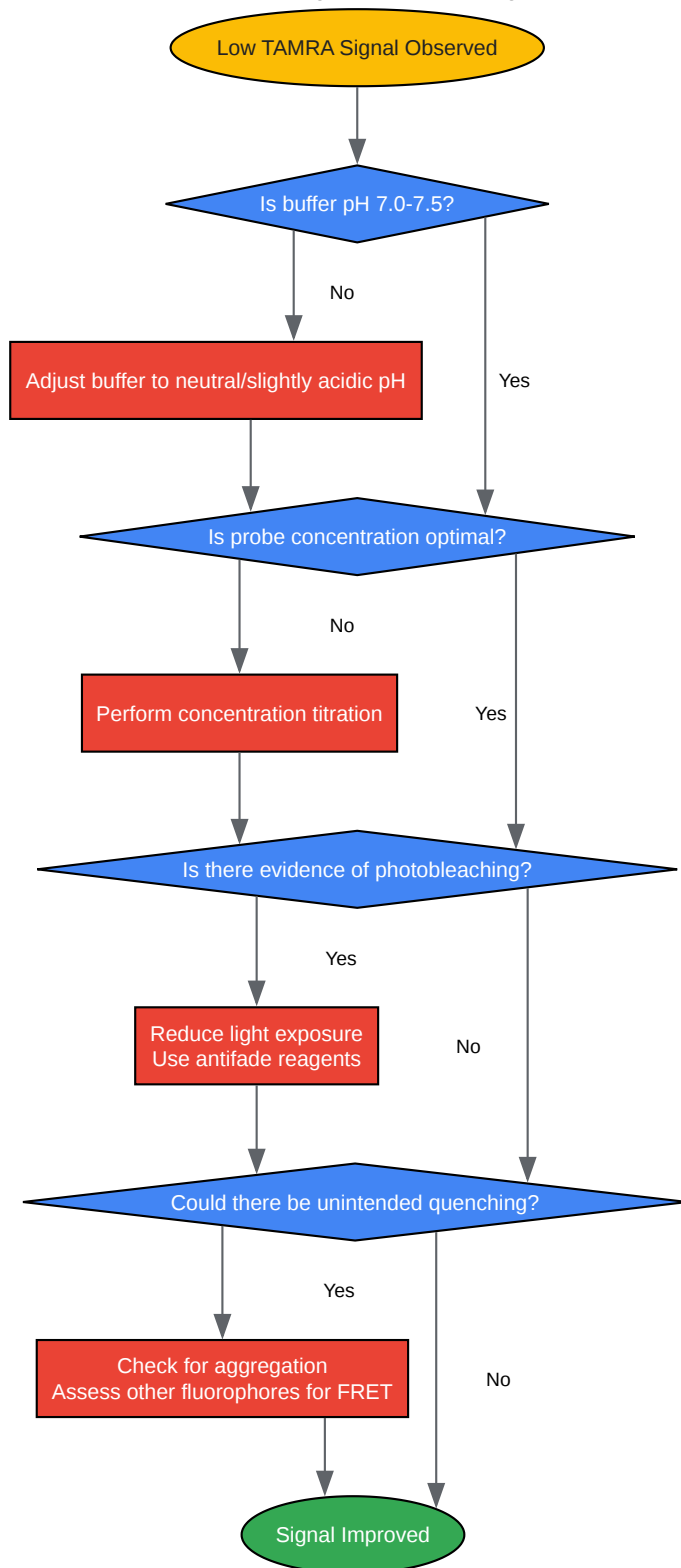 Low TAMRA Signal Observed
Is buffer pH 7.0-7.5?
No
Adjust buffer to neutral/slightly acidic pH
Yes
Is probe concentration optimal?
No
Perform concentration titration
Yes
Is there evidence of photobleaching?
Yes
Reduce light exposure
Use antifade reagents
No
Could there be unintended quenching?
Yes
Check for aggregation
Assess other fluorophores for FRET
No
Signal Improved